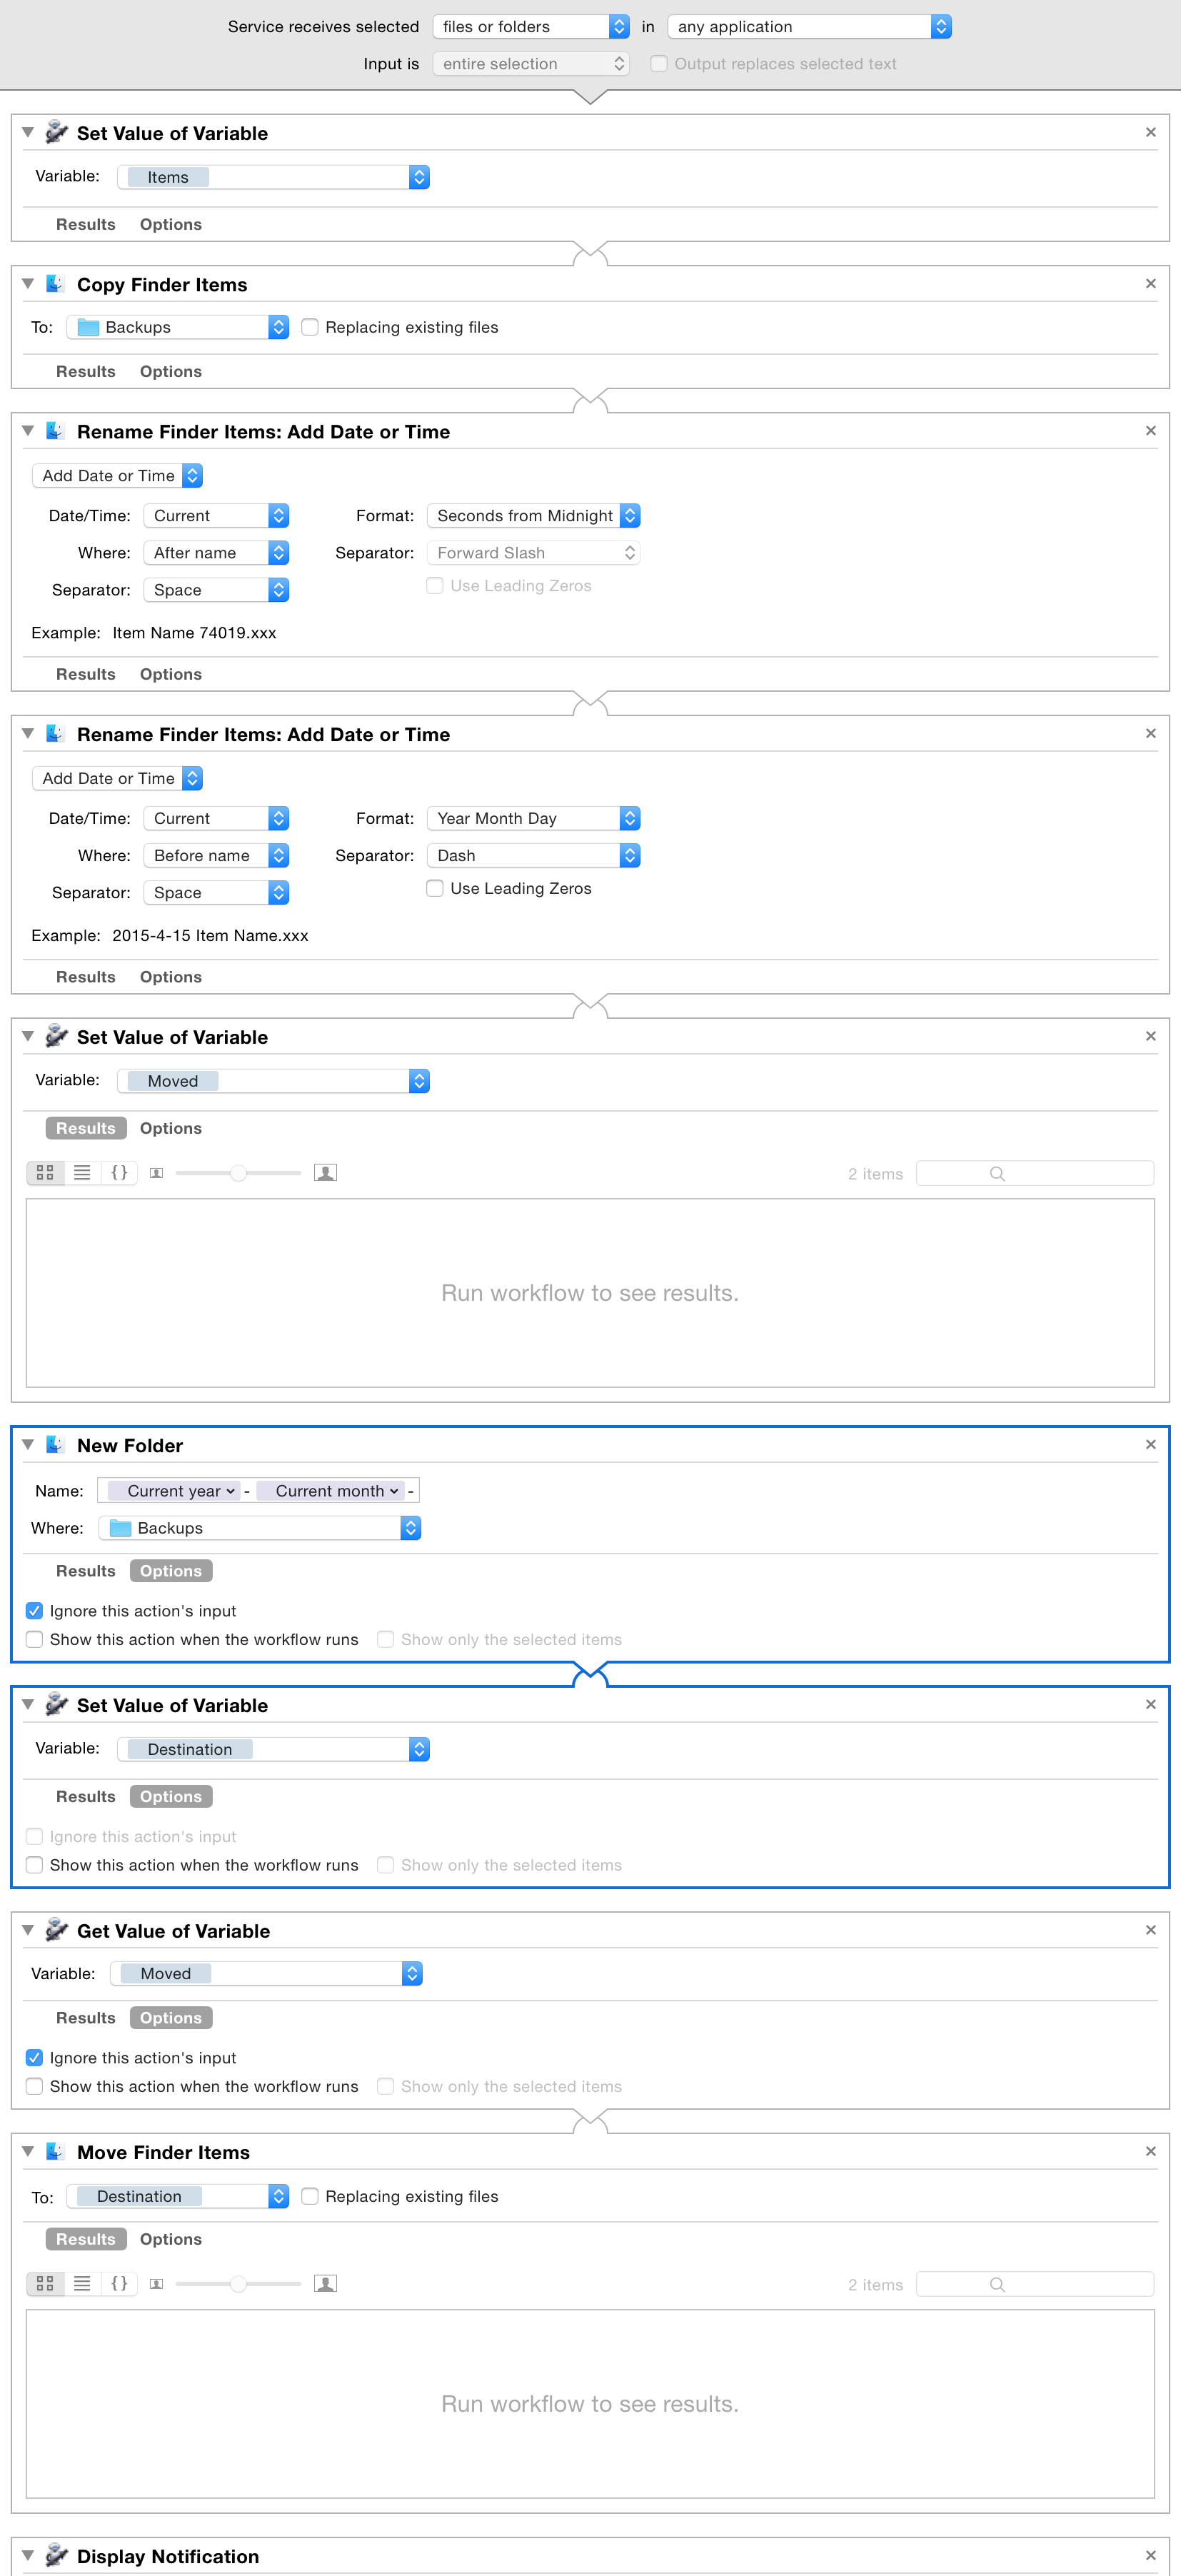 Service receives selected files or folders in any application
Input is entire selection Output replaces selected text
Set Value of Variable
Variable: Items
Results Options
Copy Finder Items
To: Backups Replacing existing files
Results Options
Rename Finder Items: Add Date or Time
Add Date or Time
Date/Time: Current Format: Seconds from Midnight
Where: After name Separator: Forward Slash
Separator: Space Use Leading Zeros
Example: Item Name 74019.xxx
Results Options
Rename Finder Items: Add Date or Time
Add Date or Time
Date/Time: Current Format: Year Month Day
Where: Before name Separator: Dash
Separator: Space Use Leading Zeros
Example: 2015-4-15 Item Name.xxx
Results Options
Set Value of Variable
Variable: Moved
Results Options
2 items
Run workflow to see results.
New Folder
Name: Current year - Current month -
Where: Backups
Results Options
Ignore this action's input
Show this action when the workflow runs Show only the selected items
Set Value of Variable
Variable: Destination
Results Options
Ignore this action's input
Show this action when the workflow runs Show only the selected items
Get Value of Variable
Variable: Moved
Results Options
Ignore this action's input
Show this action when the workflow runs Show only the selected items
Move Finder Items
To: Destination Replacing existing files
Results Options
2 items
Run workflow to see results.
Display Notification